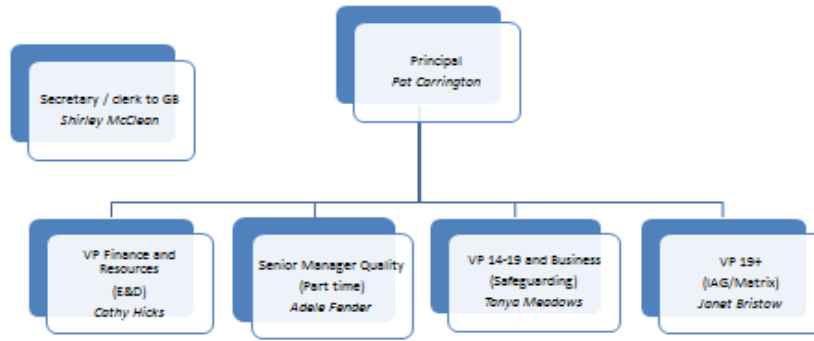 Principal
Pat Carrington
Secretary / clerk to GB
Shirley McClean
VP Finance and
Resources
(E&D)
Cathy Hicks
Senior Manager Quality
(Part time)
Adele Fender
VP 14-19 and Business
(Safeguarding)
Tanya Meadows
VP 19+
(IAG/Matrix)
Janet Bristow